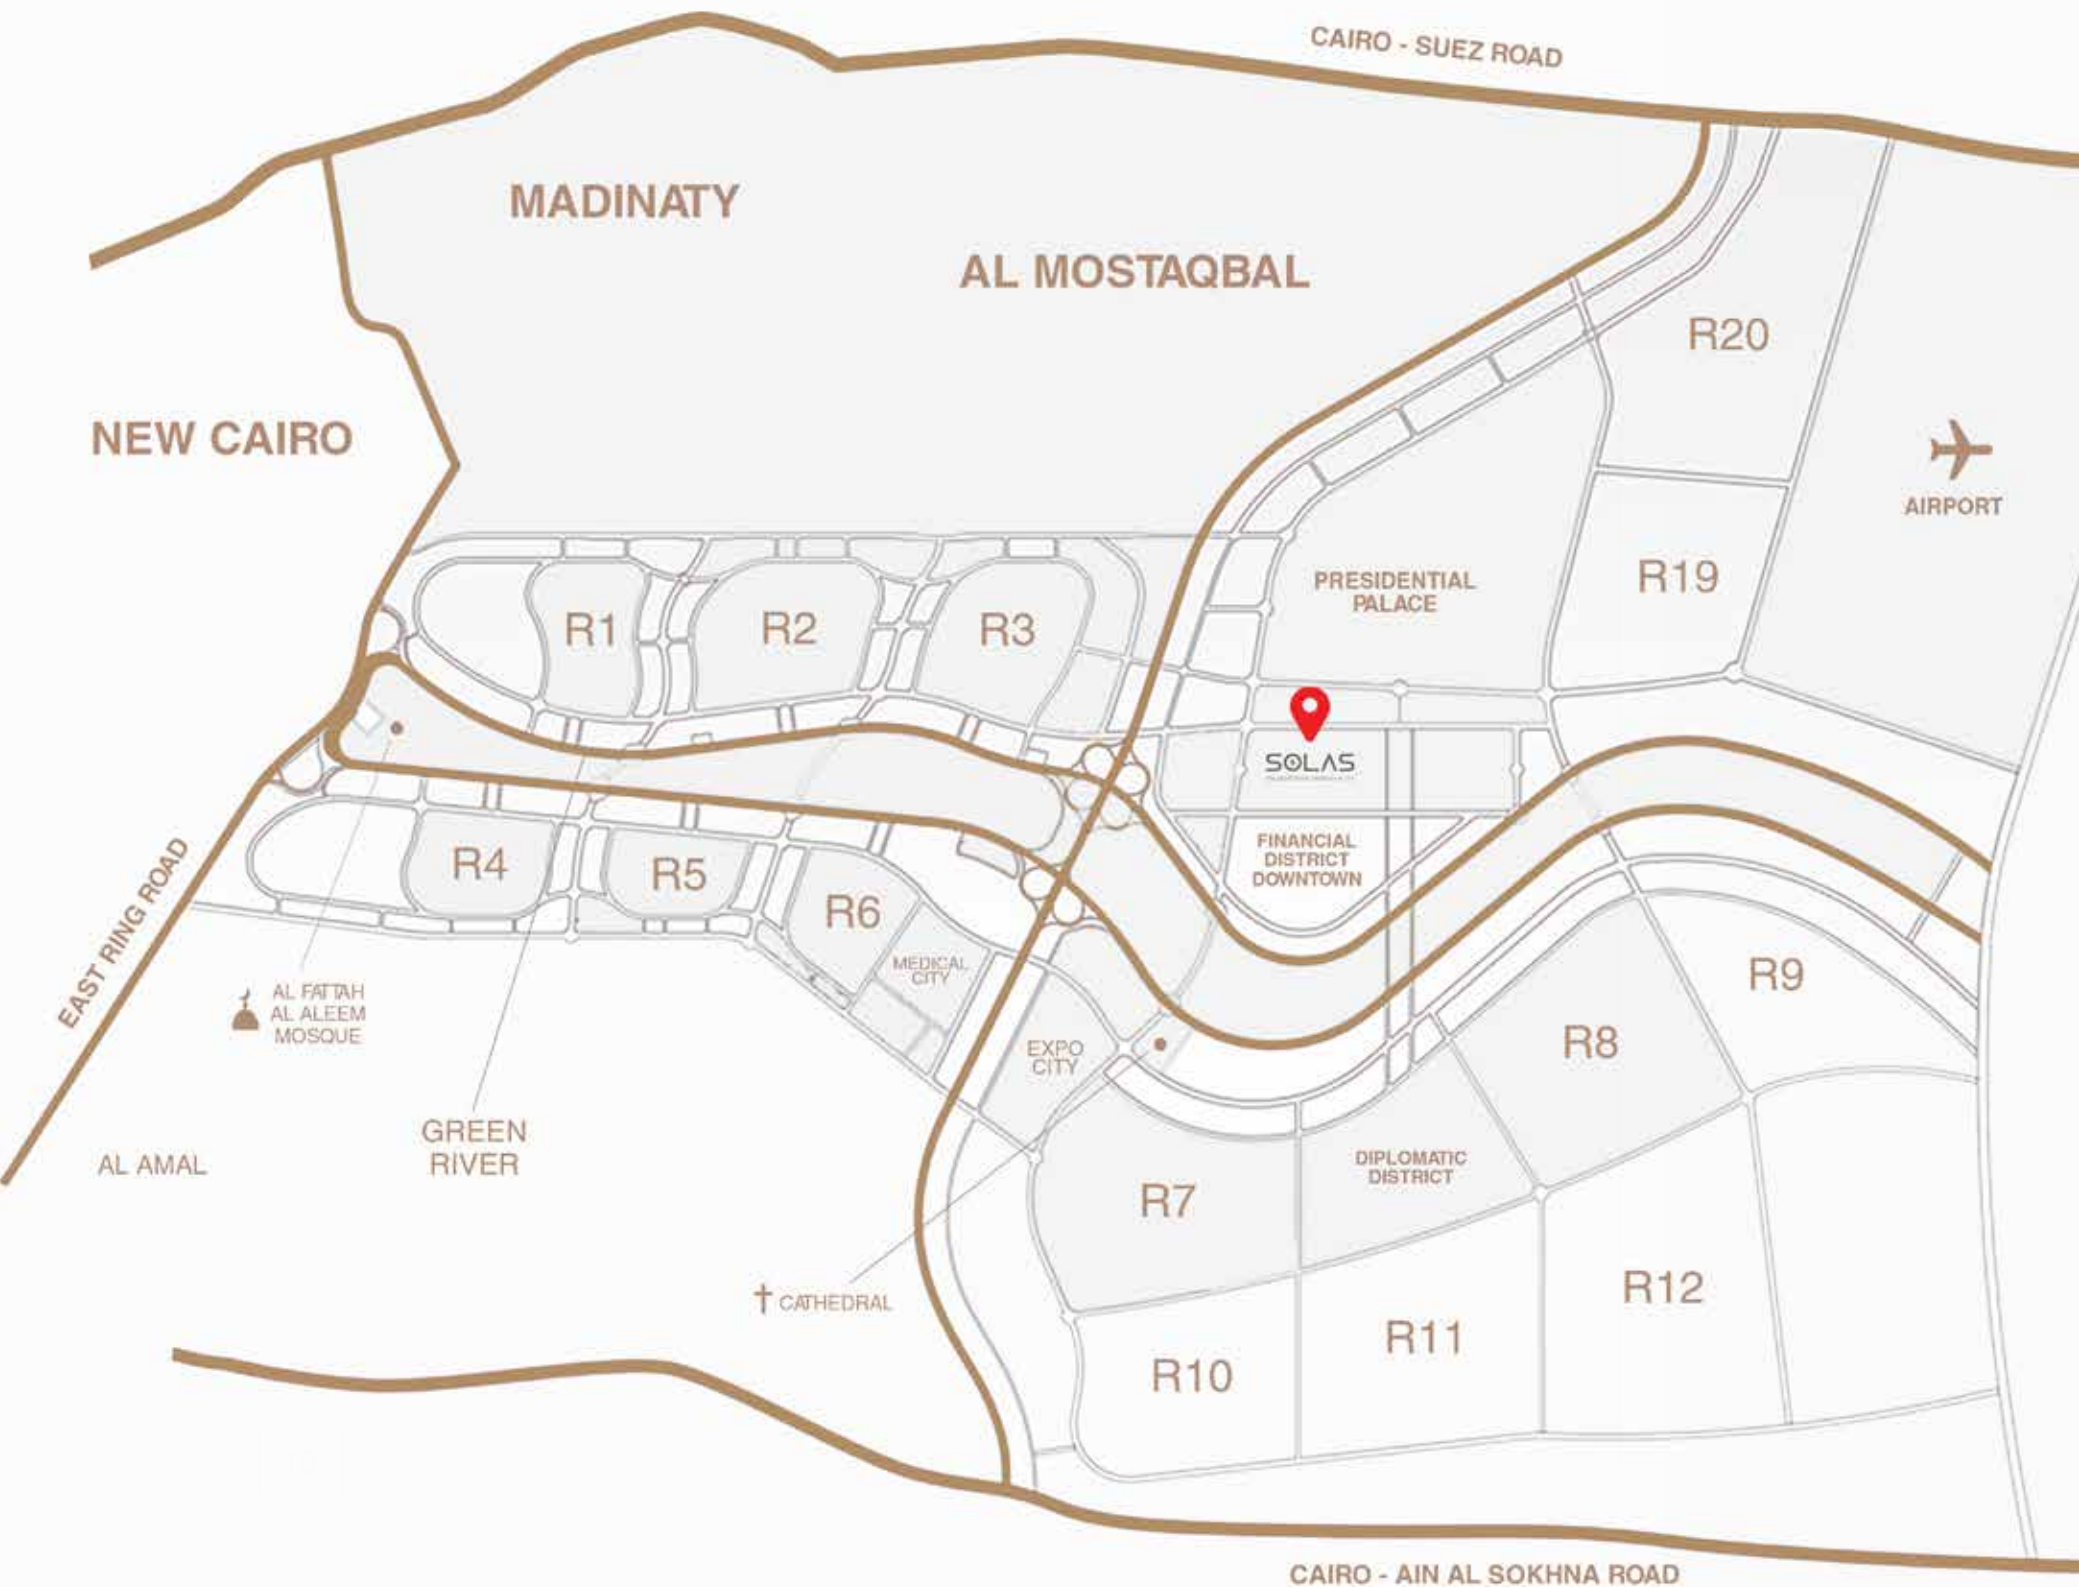 CAIRO - SUEZ ROAD
MADINATY
AL MOSTAQBAL
R20
NEW CAIRO
AIRPORT
R19
PRESIDENTIAL
PALACE
R1
R2
R3
SOLAS
FINANCIAL
DISTRICT
DOWNTOWN
R4
R5
R6
EAST RING ROAD
MEDICAL
CITY
R9
AL FATTAH
AL ALEEM
MOSQUE
EXPO
CITY
R8
GREEN
RIVER
AL AMAL
DIPLOMATIC
DISTRICT
R7
CATHEDRAL
R12
R11
R10
CAIRO - AIN AL SOKHNA ROAD